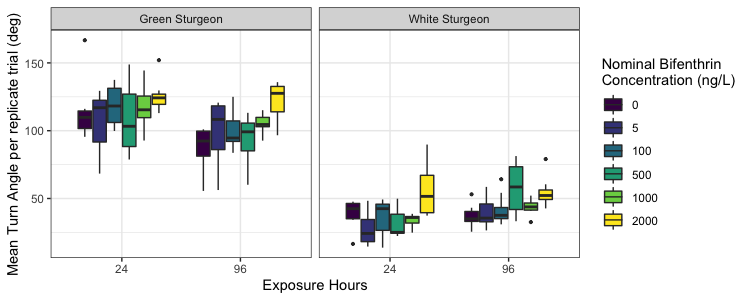 Green Sturgeon
White Sturgeon
Mean Turn Angle per replicate trial (deg)
150
100
50
24
96
24
96
Exposure Hours
Nominal Bifenthrin
Concentration (ng/L)
0
5
100
500
1000
2000